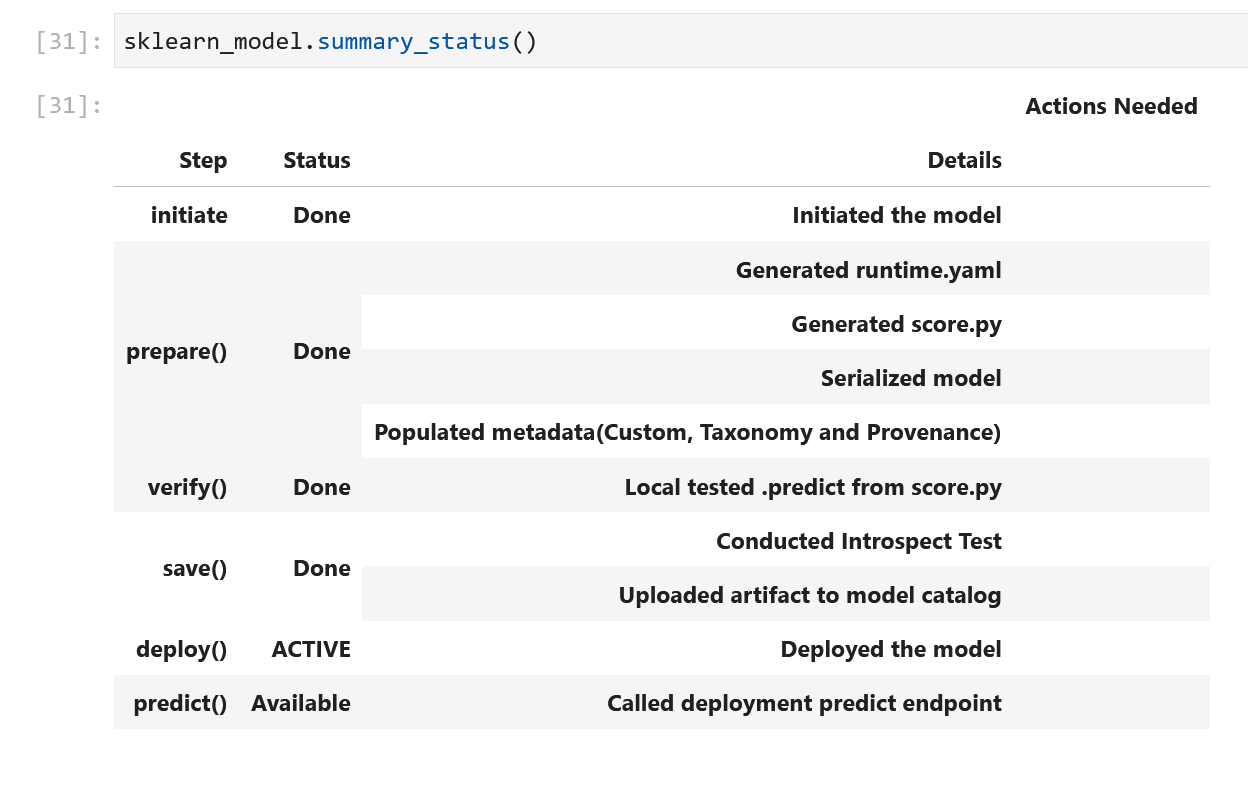 [31]: sklearn_model.summary_status()
[31]: Actions Needed
Step Status Details
initiate Done Initiated the model
Generated runtime.yaml
Generated score.py
prepare() Done
Serialized model
Populated metadata(Custom, Taxonomy and Provenance)
verify() Done Local tested .predict from score.py
Conducted Introspect Test
save() Done
Uploaded artifact to model catalog
deploy() ACTIVE Deployed the model
predict() Available Called deployment predict endpoint